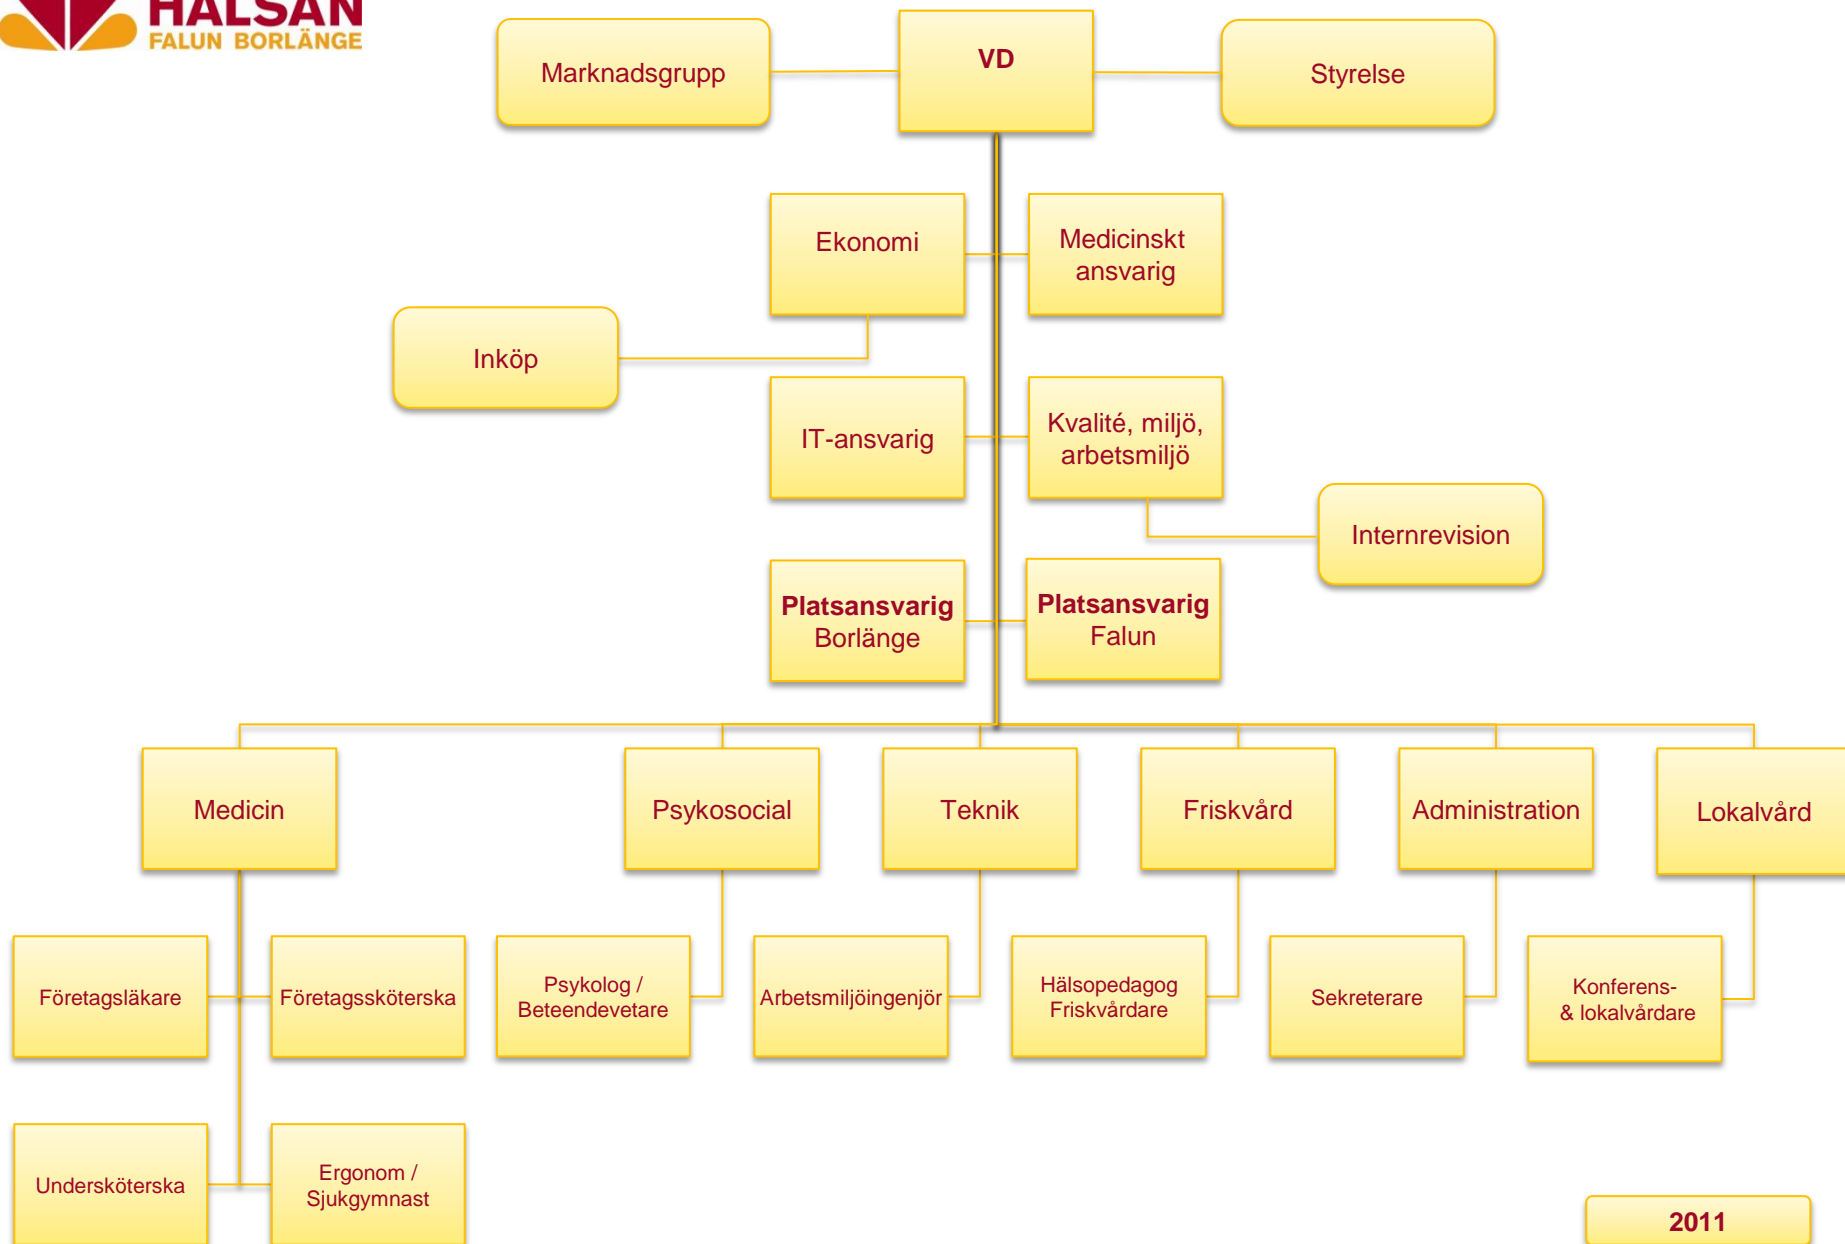 HÄLSAN
FALUN BORLÄNGE
Marknadsgrupp
VD
Styrelse
Ekonomi
Medicinskt
ansvarig
Inköp
IT-ansvarig
Kvalité, miljö,
arbetsmiljö
Internrevision
Platsansvarig
Borlänge
Platsansvarig
Falun
Medicin
Psykosocial
Teknik
Friskvård
Administration
Lokalvård
Företagsläkare
Företagssköterska
Psykolog /
Beteendevetare
Arbetsmiljöingenjör
Hälsopedagog
Friskvårdare
Sekreterare
Konferens-
& lokalvårdare
Undersköterska
Ergonom /
Sjukgymnast
2011